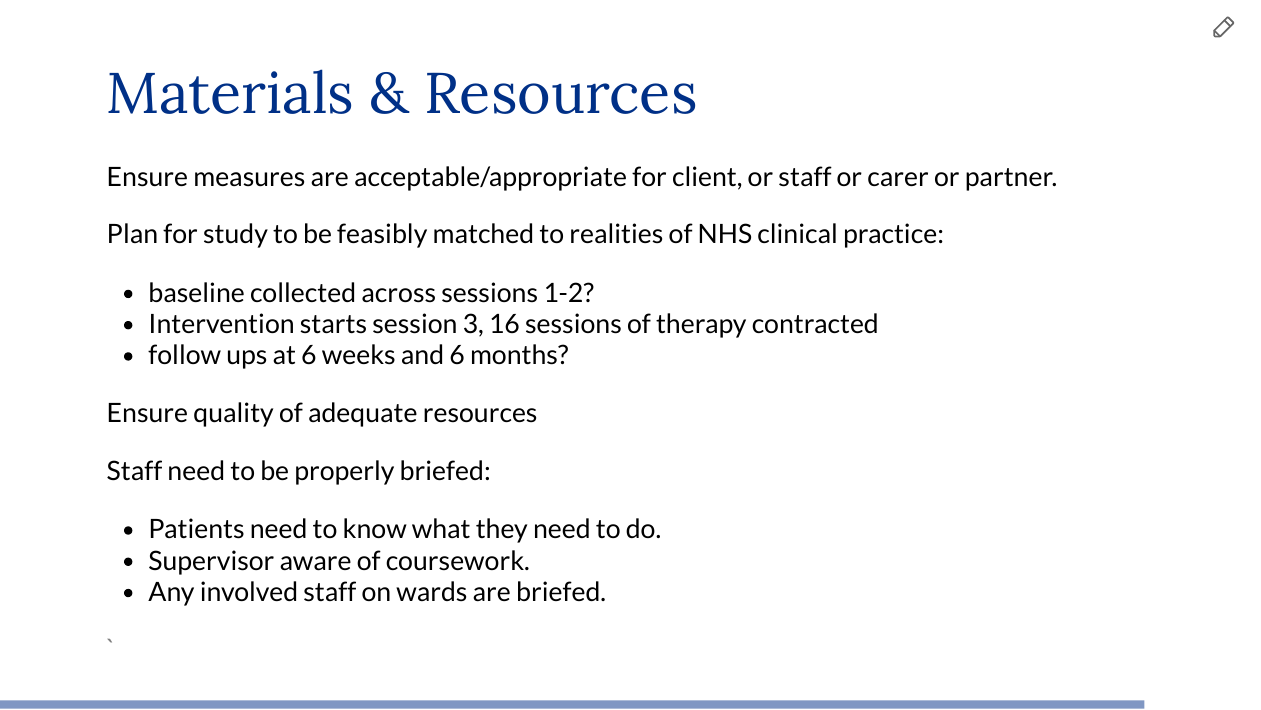 Materials & Resources
Ensure measures are acceptable/appropriate for client, or staff or carer or partner.
Plan for study to be feasibly matched to realities of NHS clinical practice:
• baseline collected across sessions 1-2?
• Intervention starts session 3, 16 sessions of therapy contracted
• follow ups at 6 weeks and 6 months?
Ensure quality of adequate resources
Staff need to be properly briefed:
• Patients need to know what they need to do.
• Supervisor aware of coursework.
• Any involved staff on wards are briefed.
`